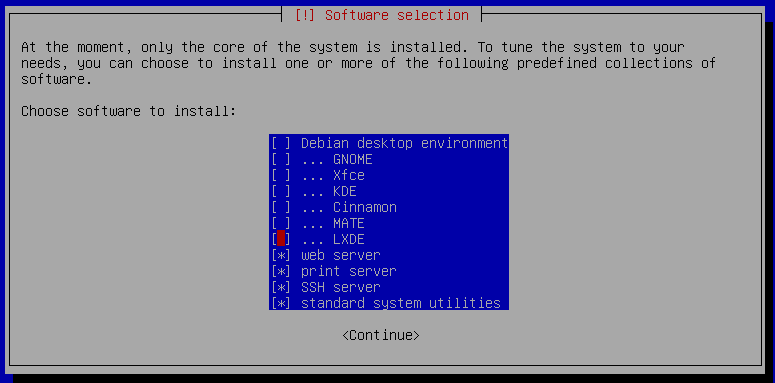 [!] Software selection
At the moment, only the core of the system is installed. To tune the system to your
needs, you can choose to install one or more of the following predefined collections of
software.
Choose software to install:
[ ] Debian desktop environment
[ ] ... GNOME
[ ] ... Xfce
[ ] ... KDE
[ ] ... Cinnamon
[ ] ... MATE
[ ] ... LXDE
[*] web server
[*] print server
[*] SSH server
[*] standard system utilities
<Continue>